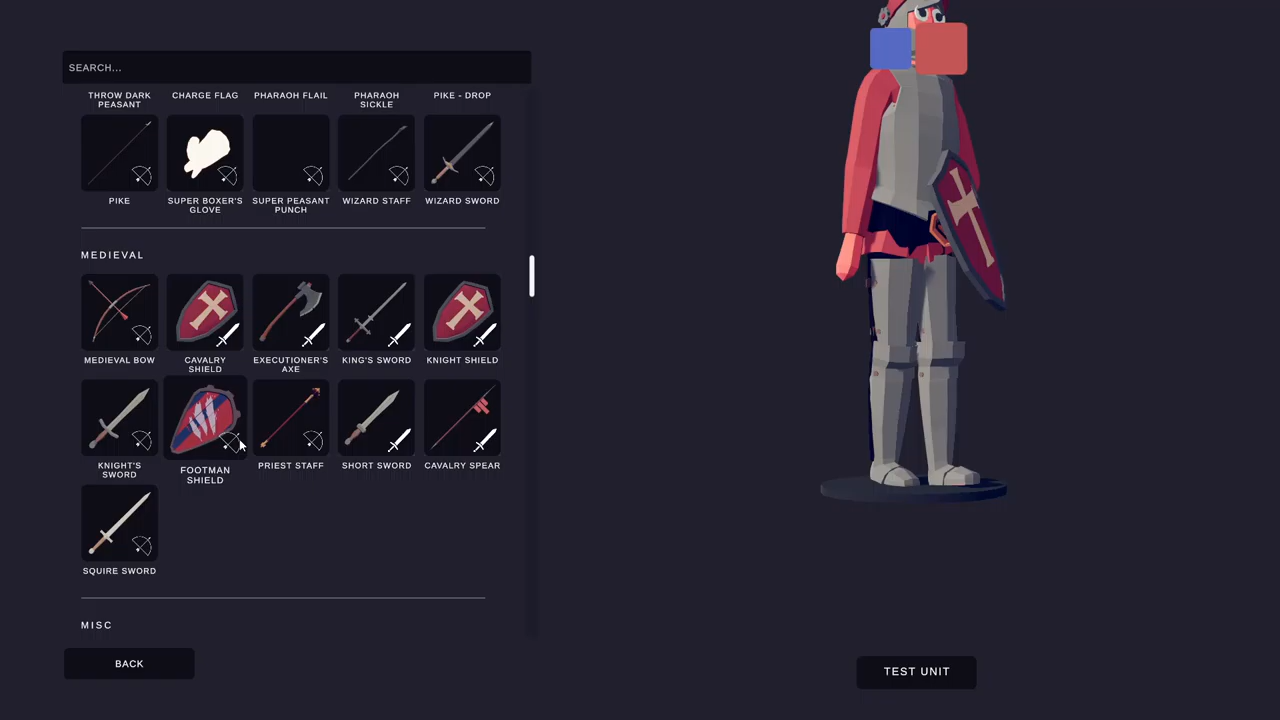 SEARCH...
THROW DARK
PEASANT
CHARGE FLAG
PHARAOH FLAIL
PHARAOH
SICKLE
PIKE - DROP
PIKE
SUPER BOXER'S
GLOVE
SUPER PEASANT
PUNCH
WIZARD STAFF
WIZARD SWORD
MEDIEVAL
MEDIEVAL BOW
CAVALRY
SHIELD
EXECUTIONER'S
AXE
KING'S SWORD
KNIGHT SHIELD
KNIGHT'S
SWORD
FOOTMAN
SHIELD
PRIEST STAFF
SHORT SWORD
CAVALRY SPEAR
SQUIRE SWORD
MISC
BACK
TEST UNIT